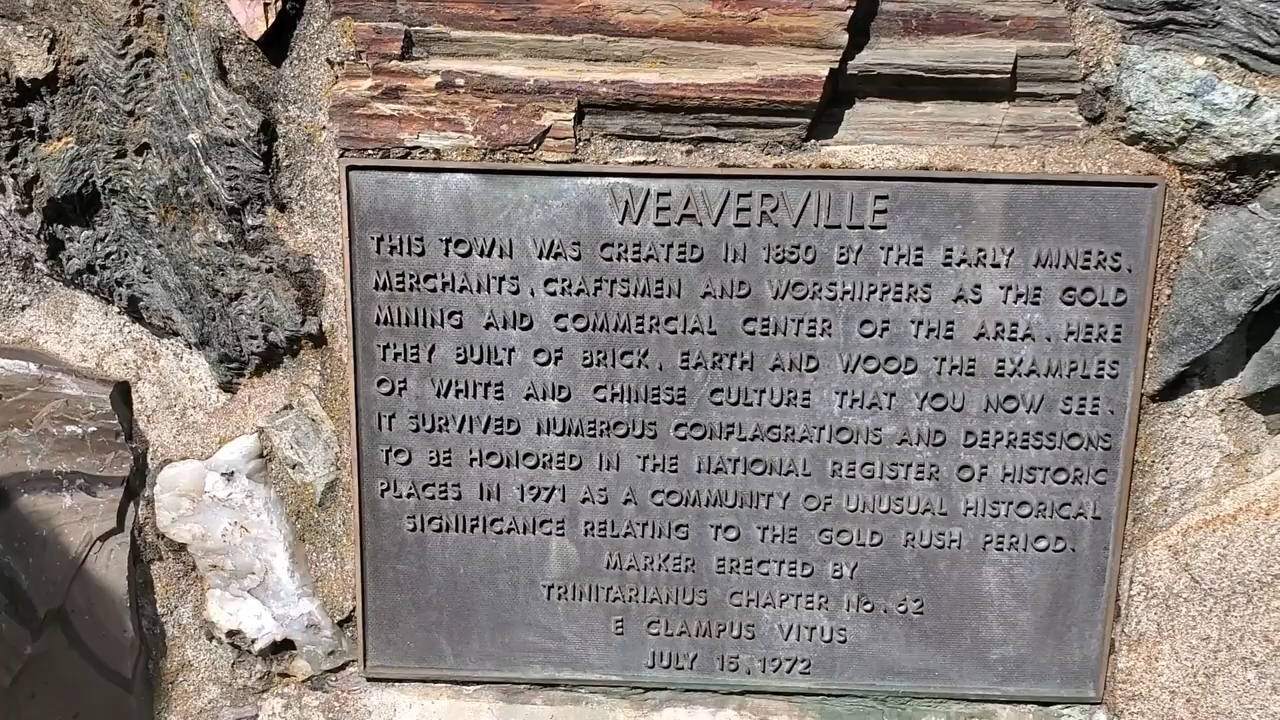 WEAVERVILLE
THIS TOWN WAS CREATED IN 1850 BY THE EARLY MINERS,
MERCHANTS, CRAFTSMEN AND WORSHIPPERS AS THE GOLD
MINING AND COMMERCIAL CENTER OF THE AREA. HERE
THEY BUILT OF BRICK, EARTH AND WOOD THE EXAMPLES
OF WHITE AND CHINESE CULTURE THAT YOU NOW SEE.
IT SURVIVED NUMEROUS CONFLAGRATIONS AND DEPRESSIONS
TO BE HONORED IN THE NATIONAL REGISTER OF HISTORIC
PLACES IN 1971 AS A COMMUNITY OF UNUSUAL HISTORICAL
SIGNIFICANCE RELATING TO THE GOLD RUSH PERIOD.
MARKER ERECTED BY
TRINITARIANUS CHAPTER No. 62
E CLAMPUS VITUS
JULY 15, 1972